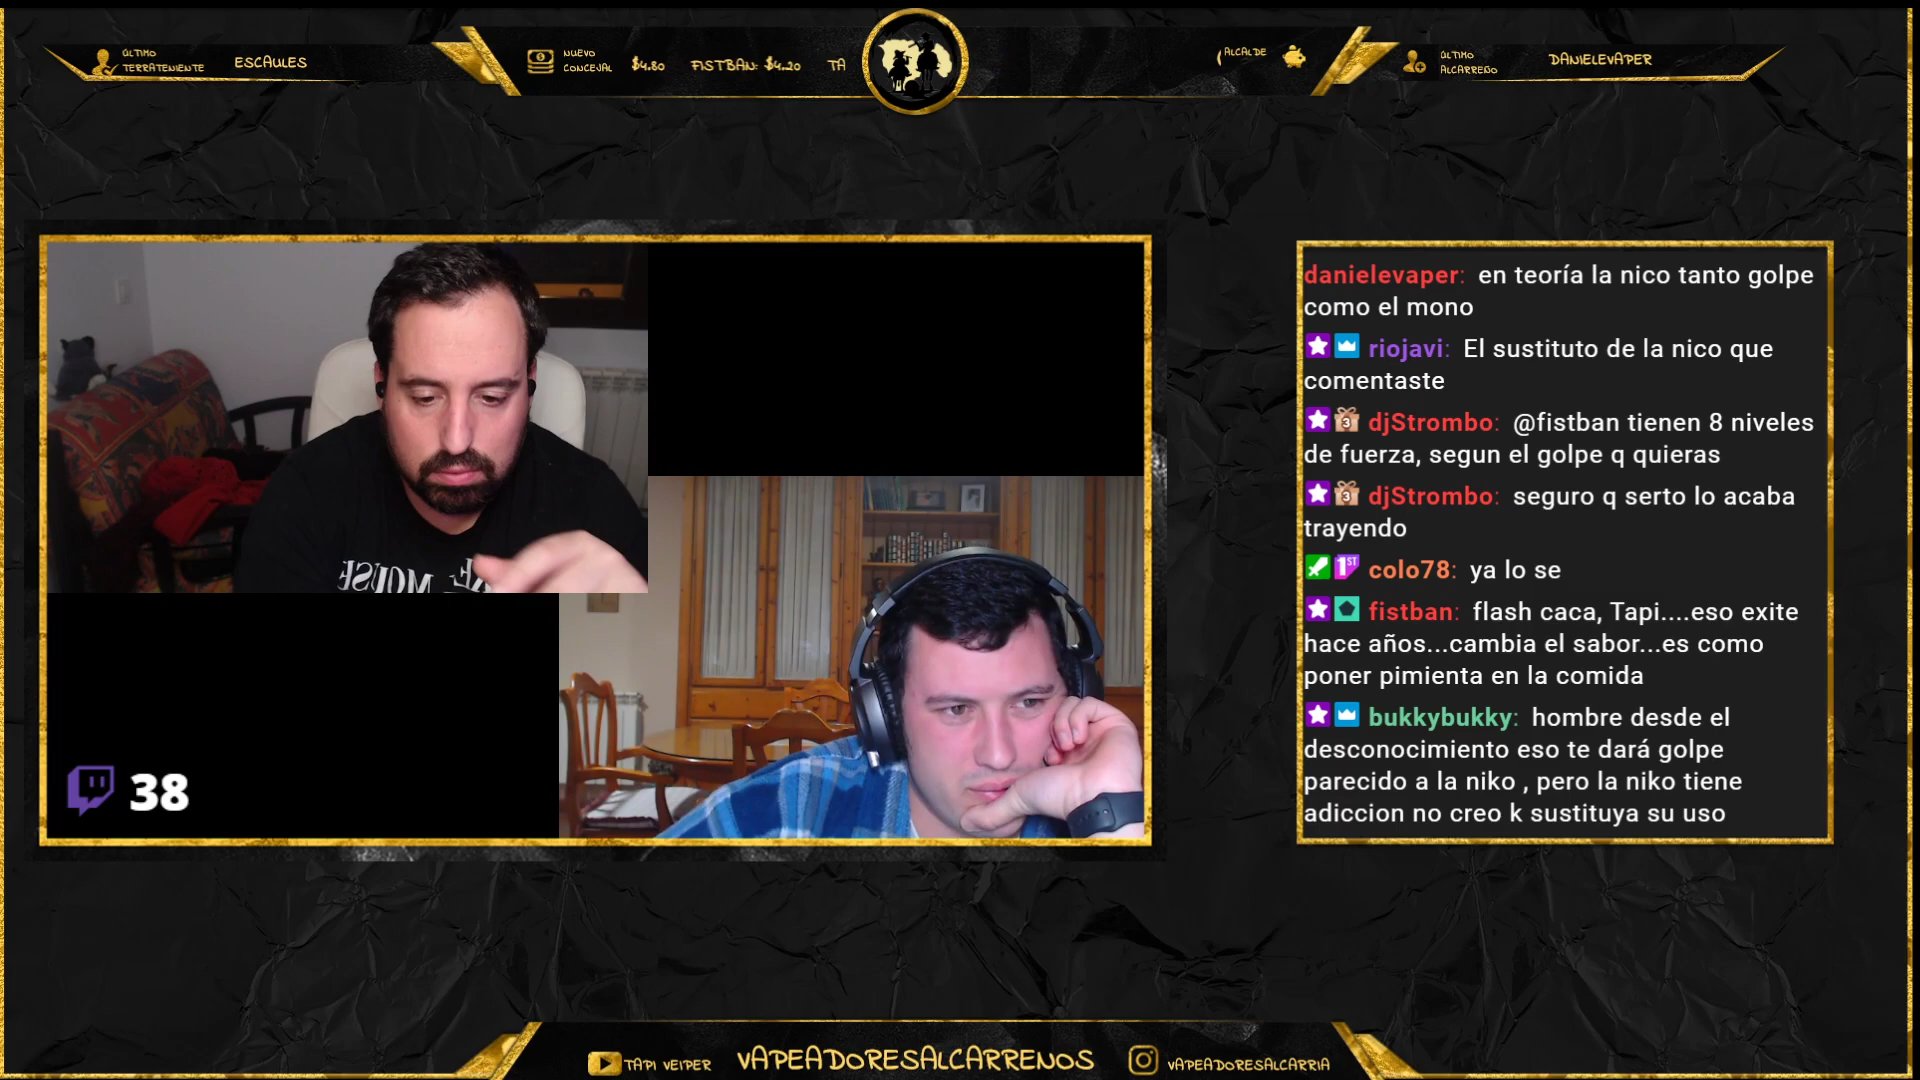 ÚLTIMO
TERRATENIENTE
ESCAULES
NUEVO
CONCEJAL
$4.80 FISTBAN: $4.20 TA
ALCALDE
ÚLTIMO
ALCARREÑO
DANIELEVAPER
danielevaper: en teoría la nico tanto golpe
como el mono
riojavi: El sustituto de la nico que
comentaste
djStrombo: @fistban tienen 8 niveles
de fuerza, segun el golpe q quieras
djStrombo: seguro q serto lo acaba
trayendo
1ST colo78: ya lo se
fistban: flash caca, Tapi....eso exite
hace años...cambia el sabor...es como
poner pimienta en la comida
bukkybukky: hombre desde el
desconocimiento eso te dará golpe
parecido a la niko , pero la niko tiene
adiccion no creo k sustituya su uso
38
TAPI VEIPER
VAPEADORESALCARRENOS
VAPEADORESALCARRIA